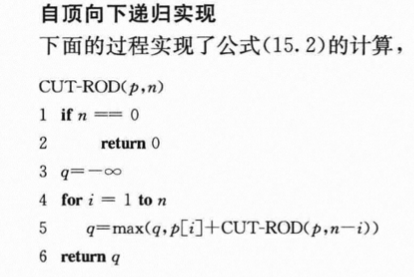 自顶向下递归实现
下面的过程实现了公式(15.2)的计算，
CUT-ROD(p,n)
1 if n == 0
2 return 0
3 q=-∞
4 for i = 1 to n
5 q=max(q,p[i]+CUT-ROD(p,n-i))
6 return q